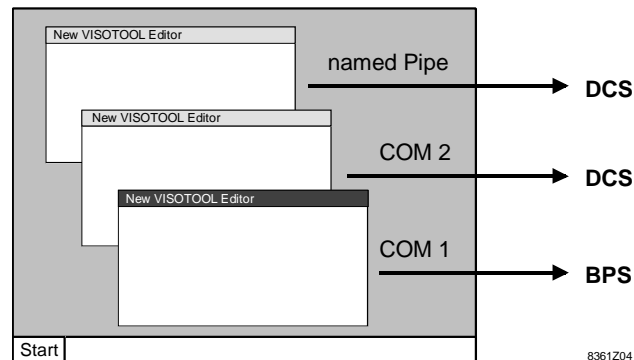 New VISOTOOL Editor
named Pipe
DCS
New VISOTOOL Editor
COM 2
DCS
New VISOTOOL Editor
COM 1
BPS
Start
8361Z04